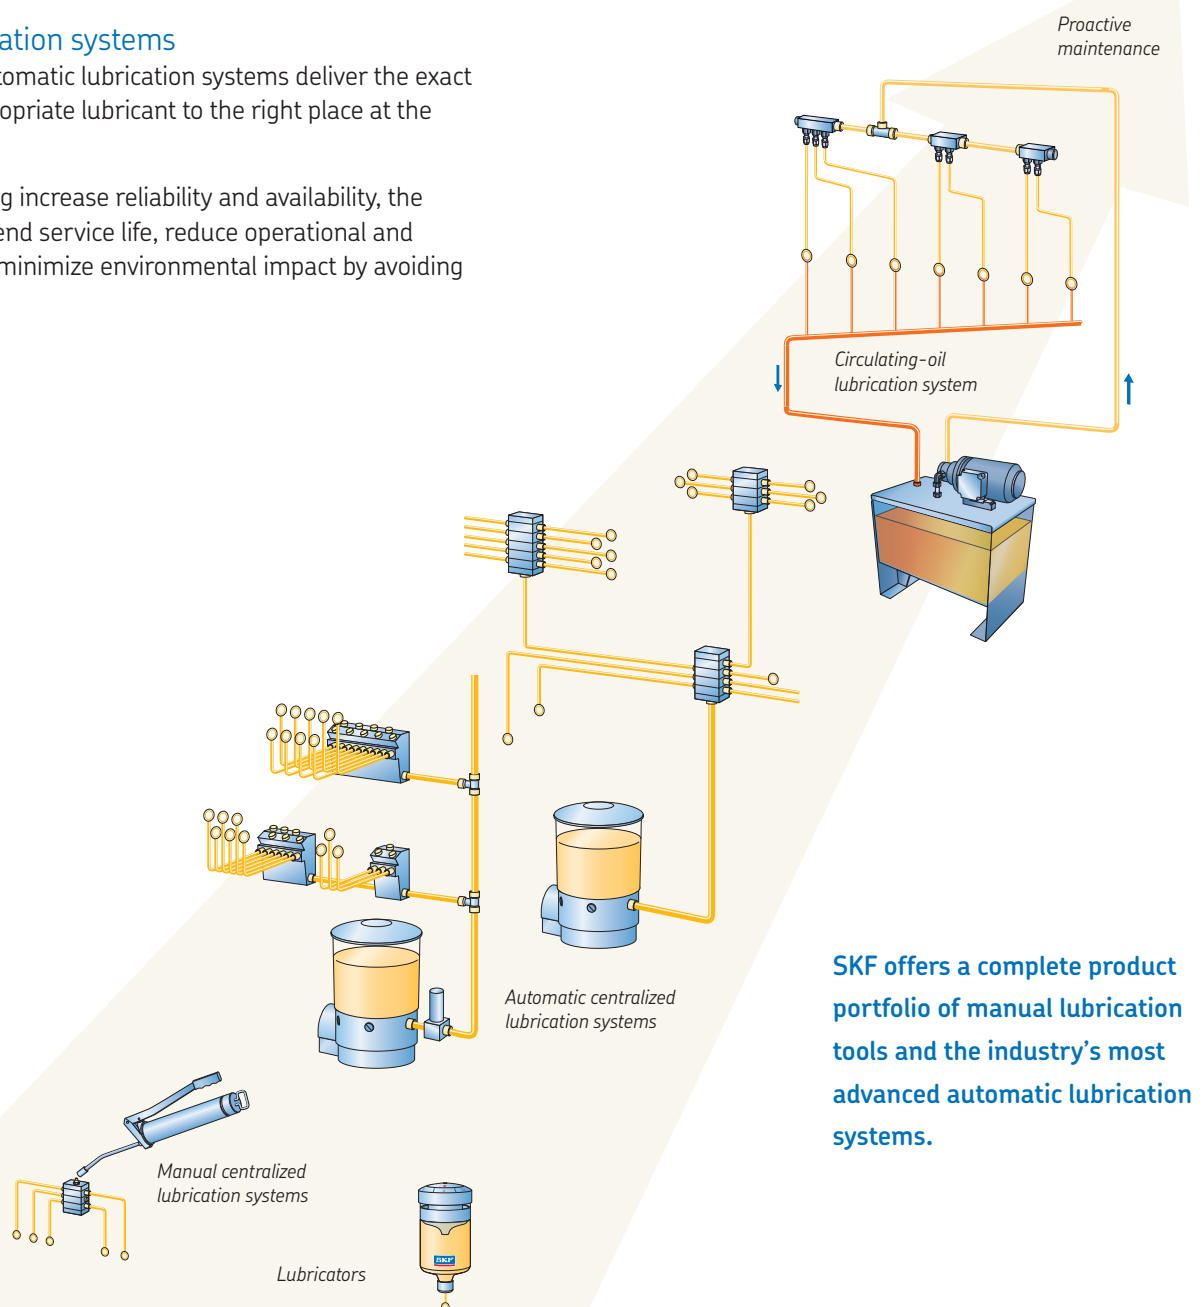 ation systems
tomatic lubrication systems deliver the exact
opriate lubricant to the right place at the
g increase reliability and availability, the
end service life, reduce operational and
minimize environmental impact by avoiding
Proactive
maintenance
Circulating-oil
lubrication system
Automatic centralized
lubrication systems
SKF offers a complete product
portfolio of manual lubrication
tools and the industry's most
advanced automatic lubrication
systems.
Manual centralized
lubrication systems
SKF
Lubricators